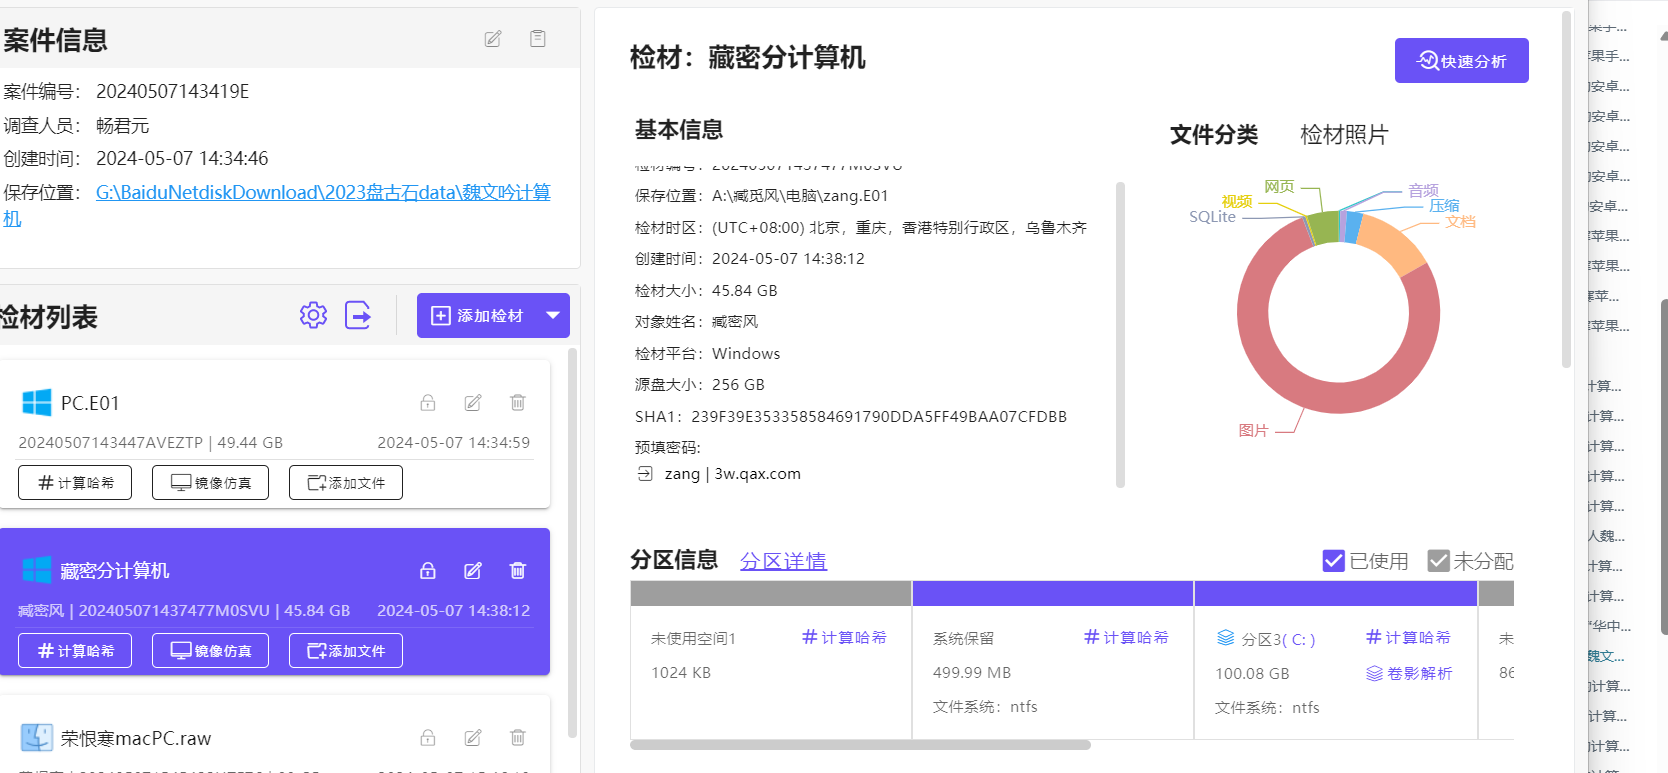 案件信息
案件编号： 20240507143419E
调查人员： 畅君元
创建时间： 2024-05-07 14:34:46
保存位置： G:\BaiduNetdiskDownload\2023盘古石data\魏文吟计算
机
检材列表
添加检材
PC.E01
20240507143447AVEZTP | 49.44 GB 2024-05-07 14:34:59
计算哈希 镜像仿真 添加文件
藏密分计算机
臧密风 | 202405071437477M0SVU | 45.84 GB 2024-05-07 14:38:12
计算哈希 镜像仿真 添加文件
荣恨寒macPC.raw
检材：藏密分计算机
快速分析
基本信息
检材编号：202405071437477M0SVU
保存位置：A:\臧觅风\电脑\zang.E01
检材时区：(UTC+08:00) 北京，重庆，香港特别行政区，乌鲁木齐
创建时间：2024-05-07 14:38:12
检材大小：45.84 GB
对象姓名：臧密风
检材平台：Windows
源盘大小：256 GB
SHA1：239F39E353358584691790DDA5FF49BAA07CFDBB
预填密码:
zang | 3w.qax.com
文件分类 检材照片
网页
视频
SQLite
音频
压缩
文档
图片
分区信息 分区详情
已使用 未分配
未使用空间1 计算哈希
1024 KB
系统保留 计算哈希
499.99 MB
文件系统：ntfs
分区3( C: ) 计算哈希
100.08 GB 卷影解析
文件系统：ntfs
未
86
果手...
果手...
安卓...
安卓...
安卓...
安卓...
安卓...
苹果...
苹果...
苹...
苹果...
计算...
计算...
计算...
计算...
计算...
人魏...
计算...
计算...
华中...
魏文...
计算...
计算...
计算...